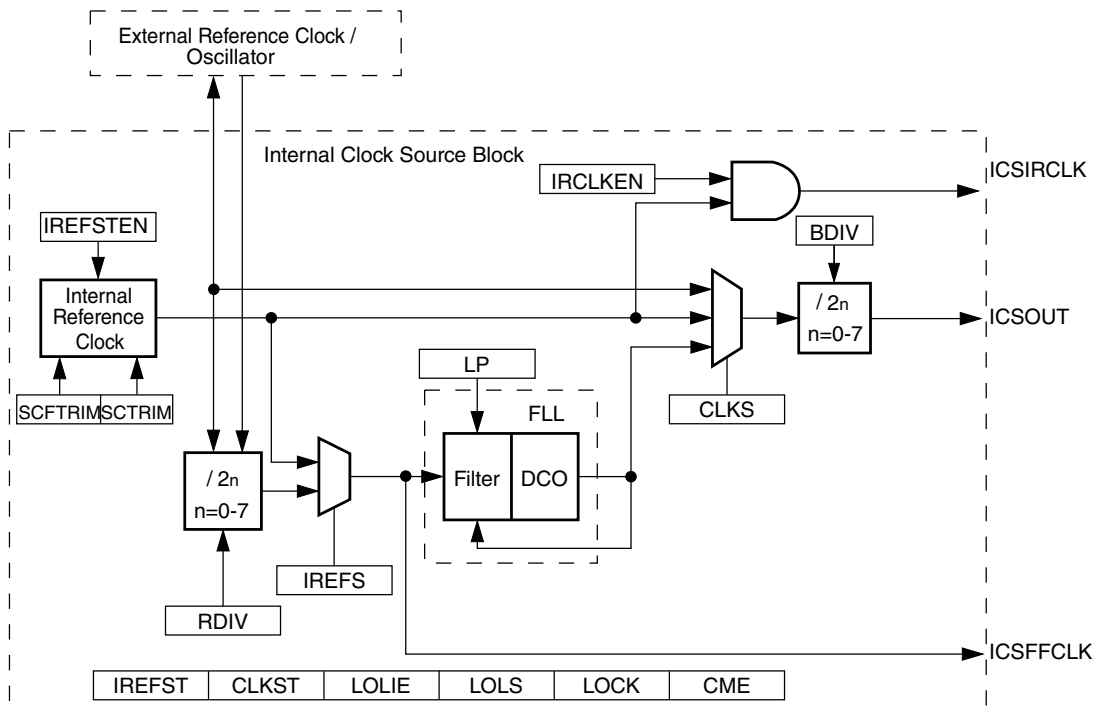 External Reference Clock /
Oscillator
Internal Clock Source Block
IRCLKEN
ICSIRCLK
IREFSTEN
BDIV
Internal
Reference
Clock
/ 2n
n=0-7
ICSOUT
LP
SCFTRIM SCTRIM
CLKS
FLL
/ 2n
n=0-7
Filter DCO
IREFS
RDIV
ICSFFCLK
IREFST CLKST LOLIE LOLS LOCK CME